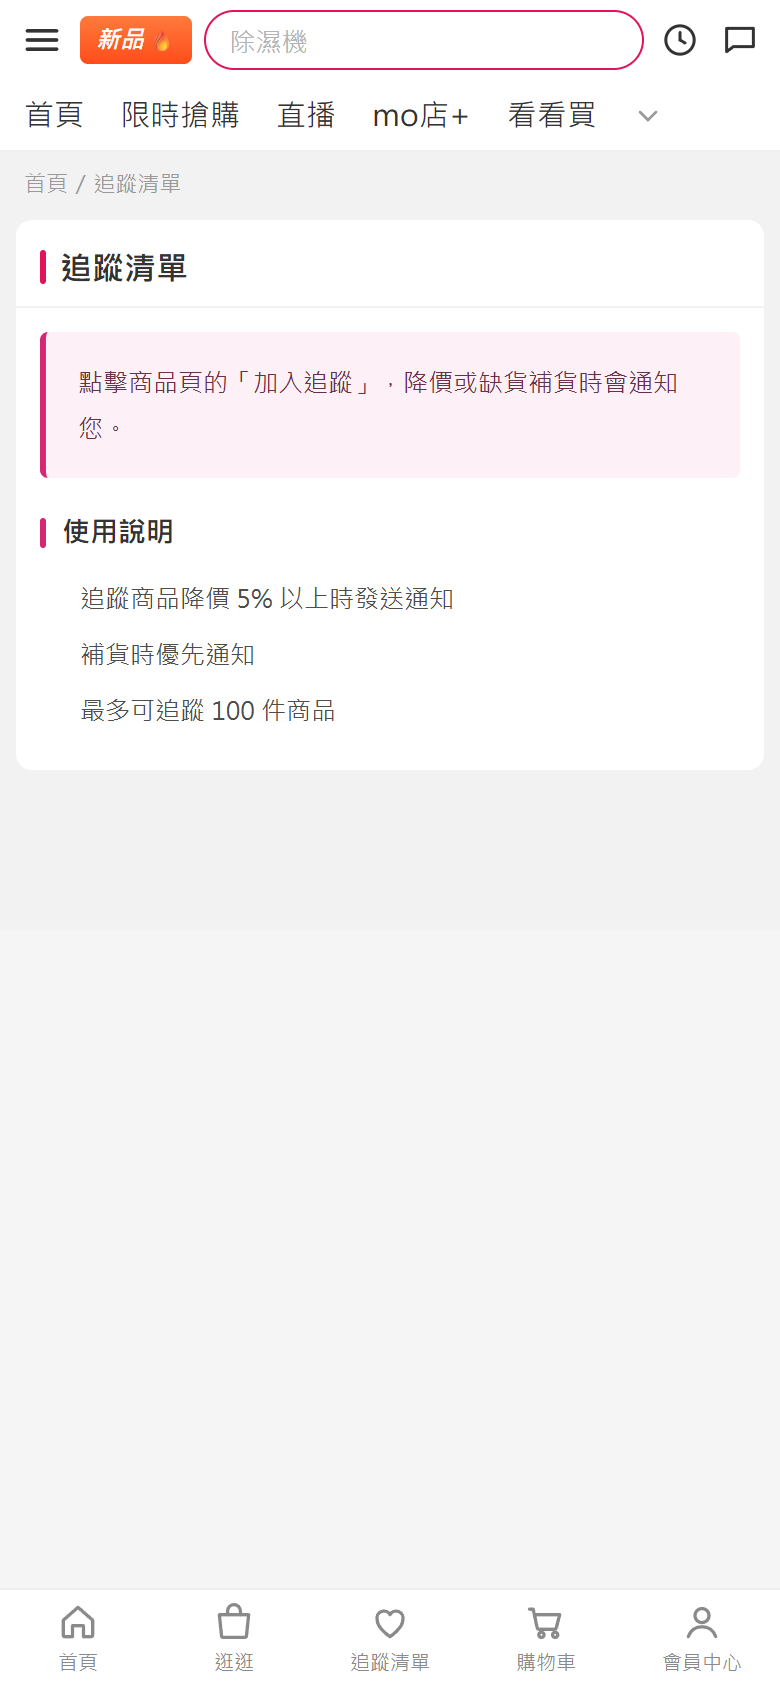 新品
除濕機
首頁 限時搶購 直播 mo店+ 看看買
首頁 / 追蹤清單
追蹤清單
點擊商品頁的「加入追蹤」，降價或缺貨補貨時會通知
您。
使用說明
追蹤商品降價 5% 以上時發送通知
補貨時優先通知
最多可追蹤 100 件商品
首頁 逛逛 追蹤清單 購物車 會員中心